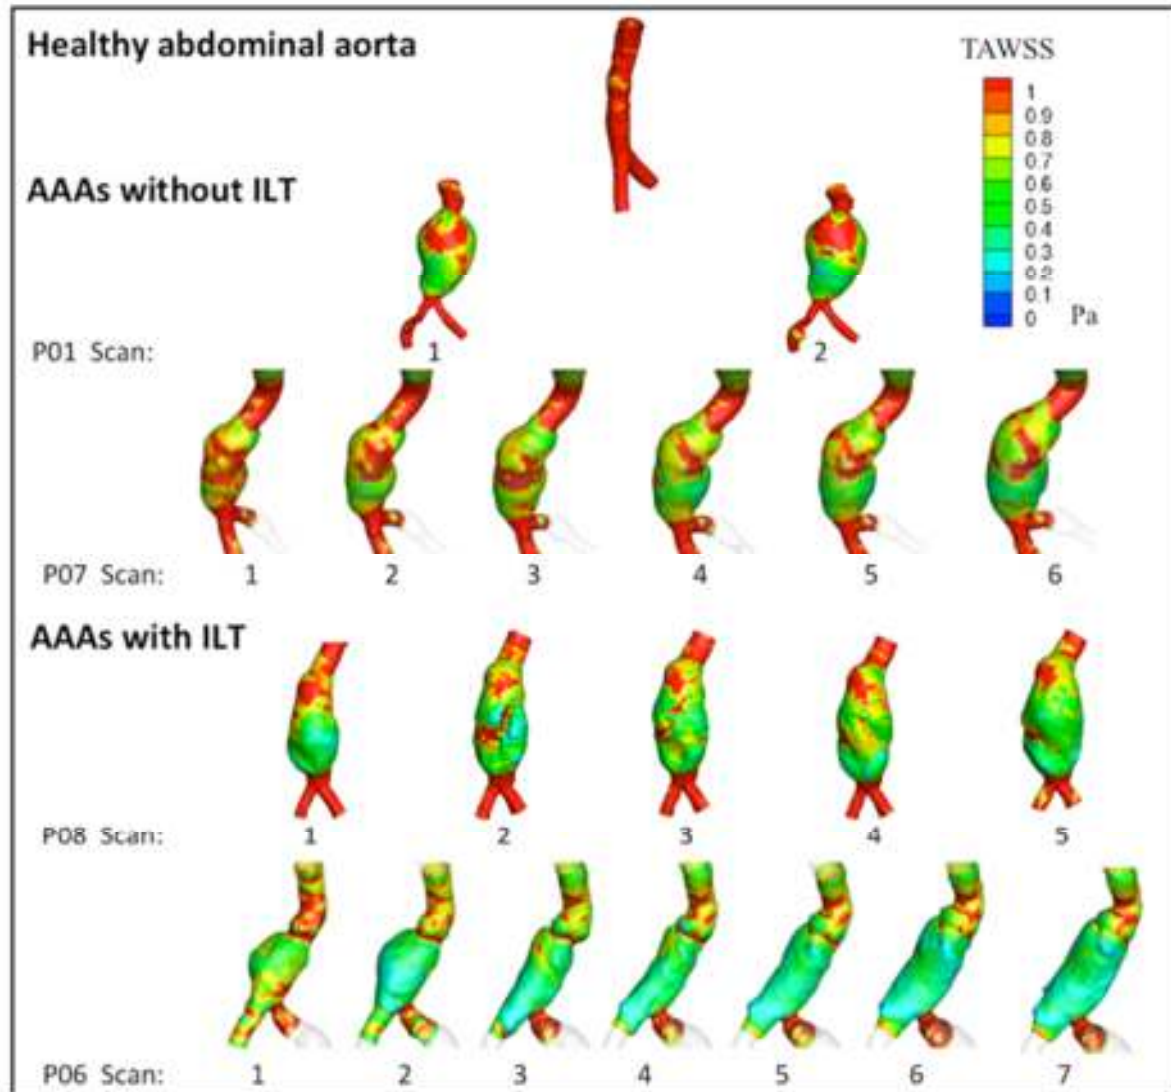 Healthy abdominal aorta
TAWSS
1
0.9
0.8
0.7
0.6
0.5
0.4
0.3
0.2
0.1
0 Pa
AAAs without ILT
P01 Scan: 1 2
P07 Scan: 1 2 3 4 5 6
AAAs with ILT
P08 Scan: 1 2 3 4 5
P06 Scan: 1 2 3 4 5 6 7